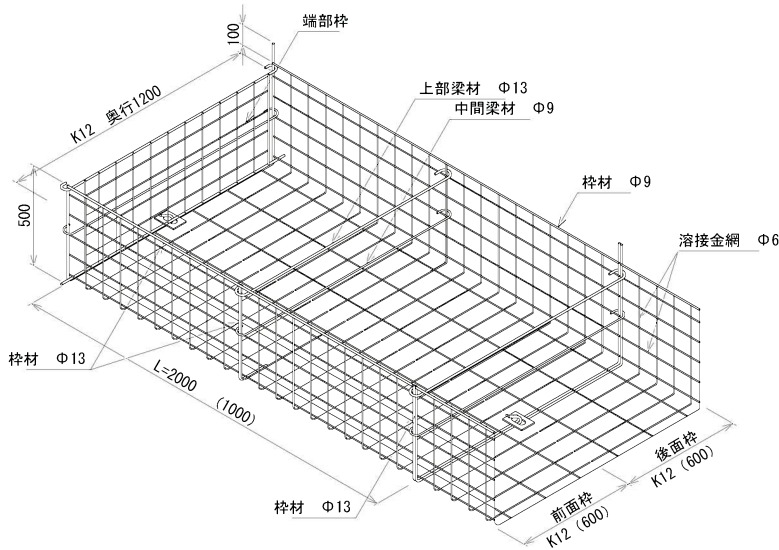 端部枠
100
K12 奥行1200
上部梁材 Φ13
中間梁材 Φ9
枠材 Φ9
500
溶接金網 Φ6
枠材 Φ13
L=2000 (1000)
枠材 Φ13
後面枠
K12 (600)
前面枠
K12 (600)